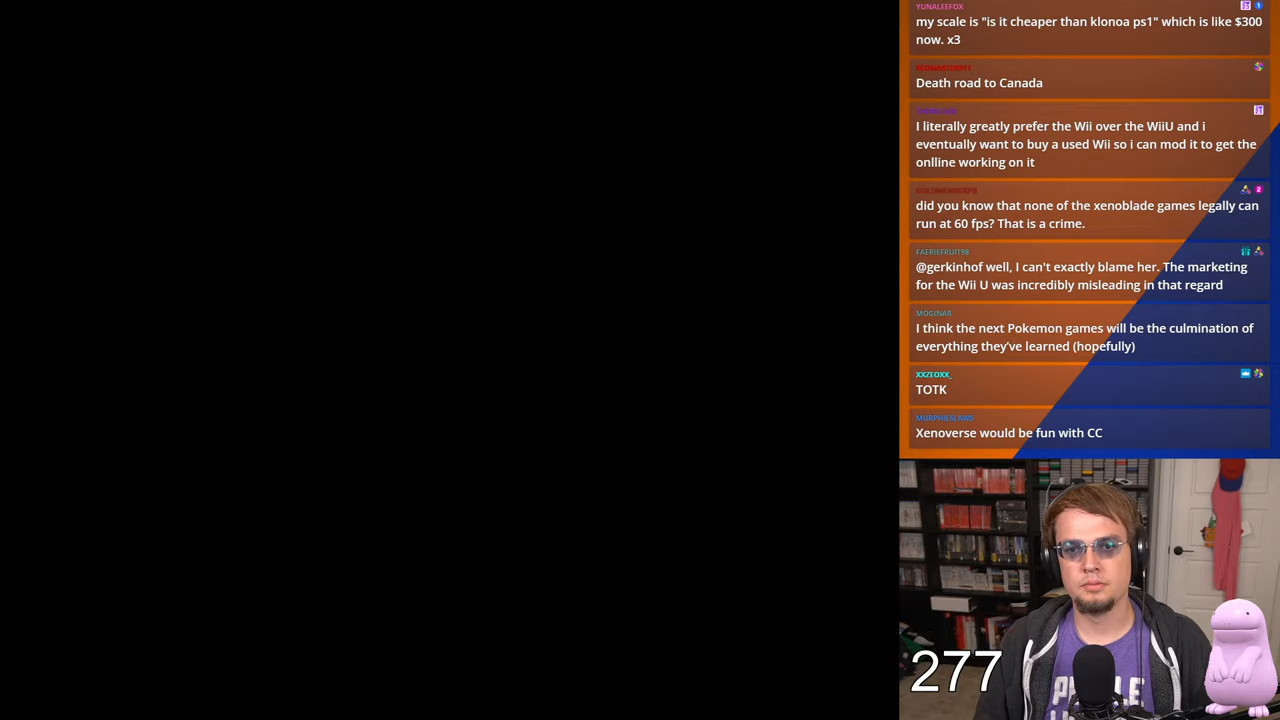 YUNALEEFOX
my scale is "is it cheaper than klonoa ps1" which is like $300
now. x3
Death road to Canada
I literally greatly prefer the Wii over the WiiU and i
eventually want to buy a used Wii so i can mod it to get the
onlline working on it
did you know that none of the xenoblade games legally can
run at 60 fps? That is a crime.
FAERIEFRUIT98
@gerkinhof well, I can't exactly blame her. The marketing
for the Wii U was incredibly misleading in that regard
MOGINAR
I think the next Pokemon games will be the culmination of
everything they've learned (hopefully)
XXZEOXX_
TOTK
MURPHIESLAWS
Xenoverse would be fun with CC
277